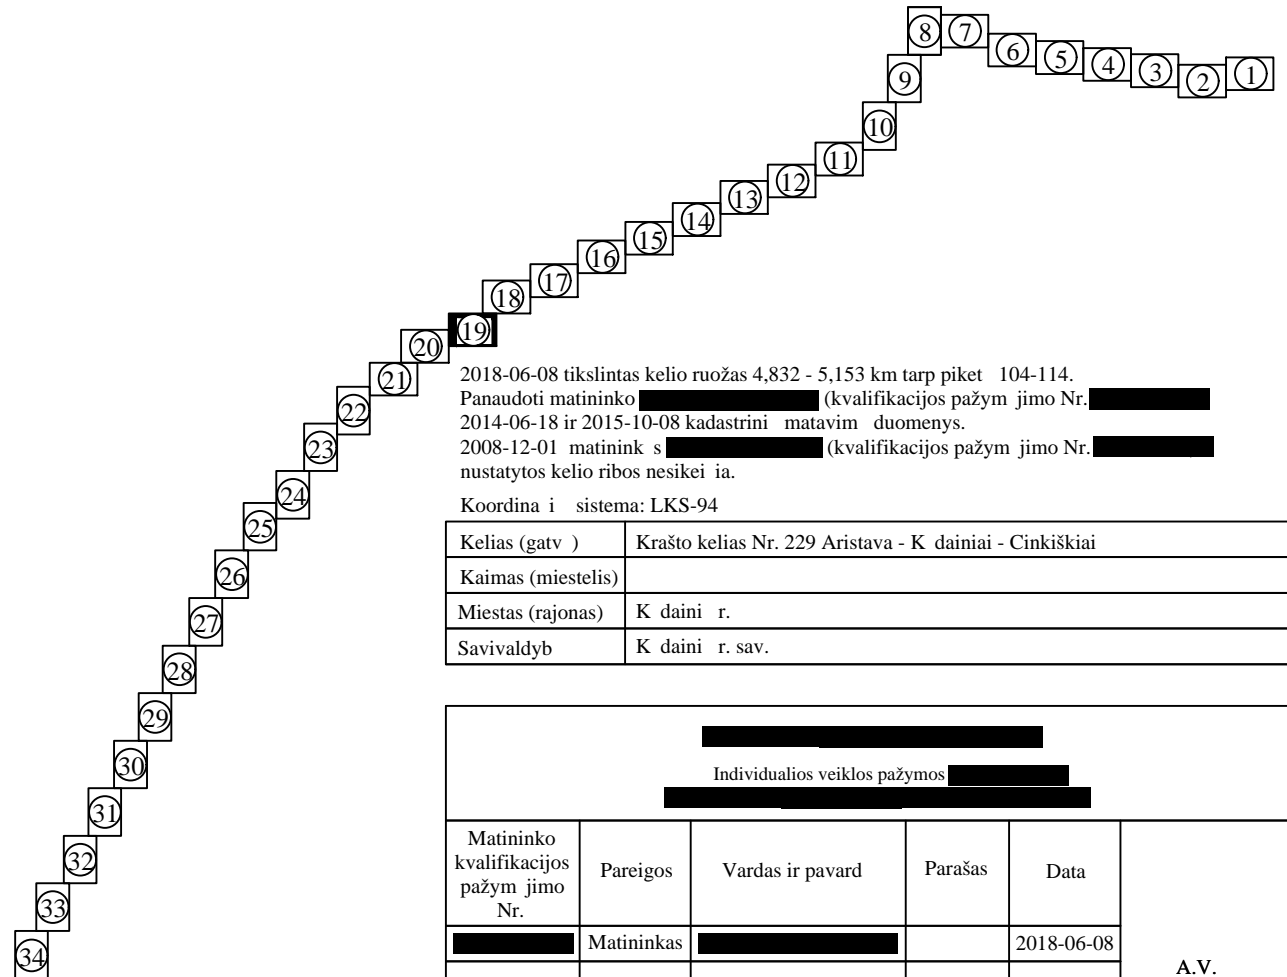 8 7 6 5 4 3 2 1
9
10
11
12
13
14
15
16
17
18
19
20
21
22
23
24
25
26
27
28
29
30
31
32
33
34
2018-06-08 tikslintas kelio ruožas 4,832 - 5,153 km tarp piket 104-114.
Panaudoti matininko (kvalifikacijos pažym jimo Nr.
2014-06-18 ir 2015-10-08 kadastrini matavim duomenys.
2008-12-01 matinink s (kvalifikacijos pažym jimo Nr.
nustatytos kelio ribos nesikei ia.
Koordina i sistema: LKS-94
Kelias (gatv ) Krašto kelias Nr. 229 Aristava - K dainiai - Cinkiškiai
Kaimas (miestelis)
Miestas (rajonas) K daini r.
Savivaldyb K daini r. sav.
Individualios veiklos pažymos
Matininko
kvalifikacijos
pažym jimo
Nr.
Pareigos
Vardas ir pavard
Parašas
Data
Matininkas
2018-06-08
A.V.